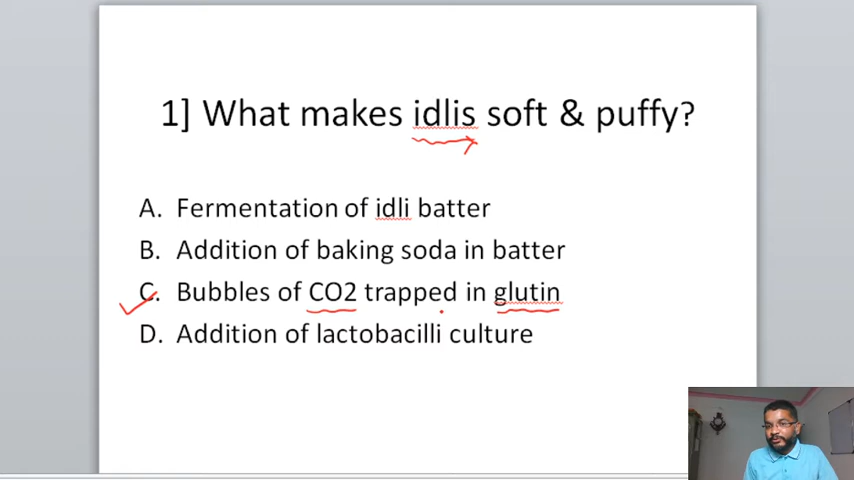 1] What makes idlis soft & puffy?
A. Fermentation of idli batter
B. Addition of baking soda in batter
C. Bubbles of CO2 trapped in glutin
D. Addition of lactobacilli culture